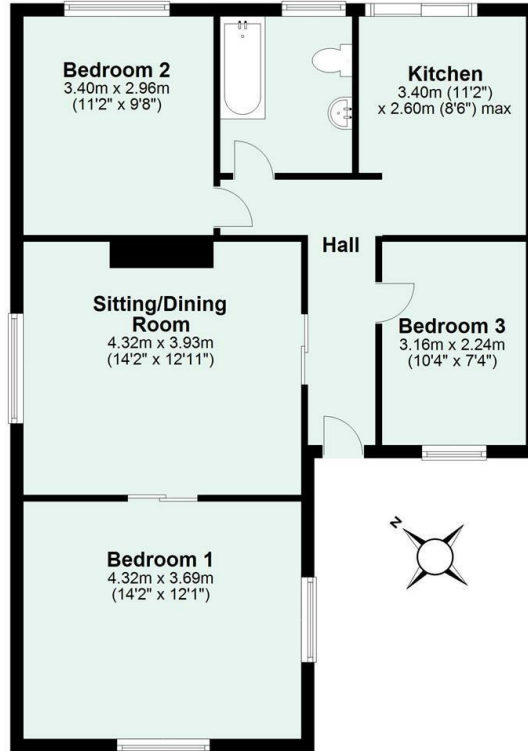 Bedroom 2
3.40m x 2.96m
(11'2" x 9'8")
Kitchen
3.40m (11'2")
x 2.60m (8'6") max
Hall
Sitting/Dining
Room
4.32m x 3.93m
(14'2" x 12'11")
Bedroom 3
3.16m x 2.24m
(10'4" x 7'4")
Bedroom 1
4.32m x 3.69m
(14'2" x 12'1")
N